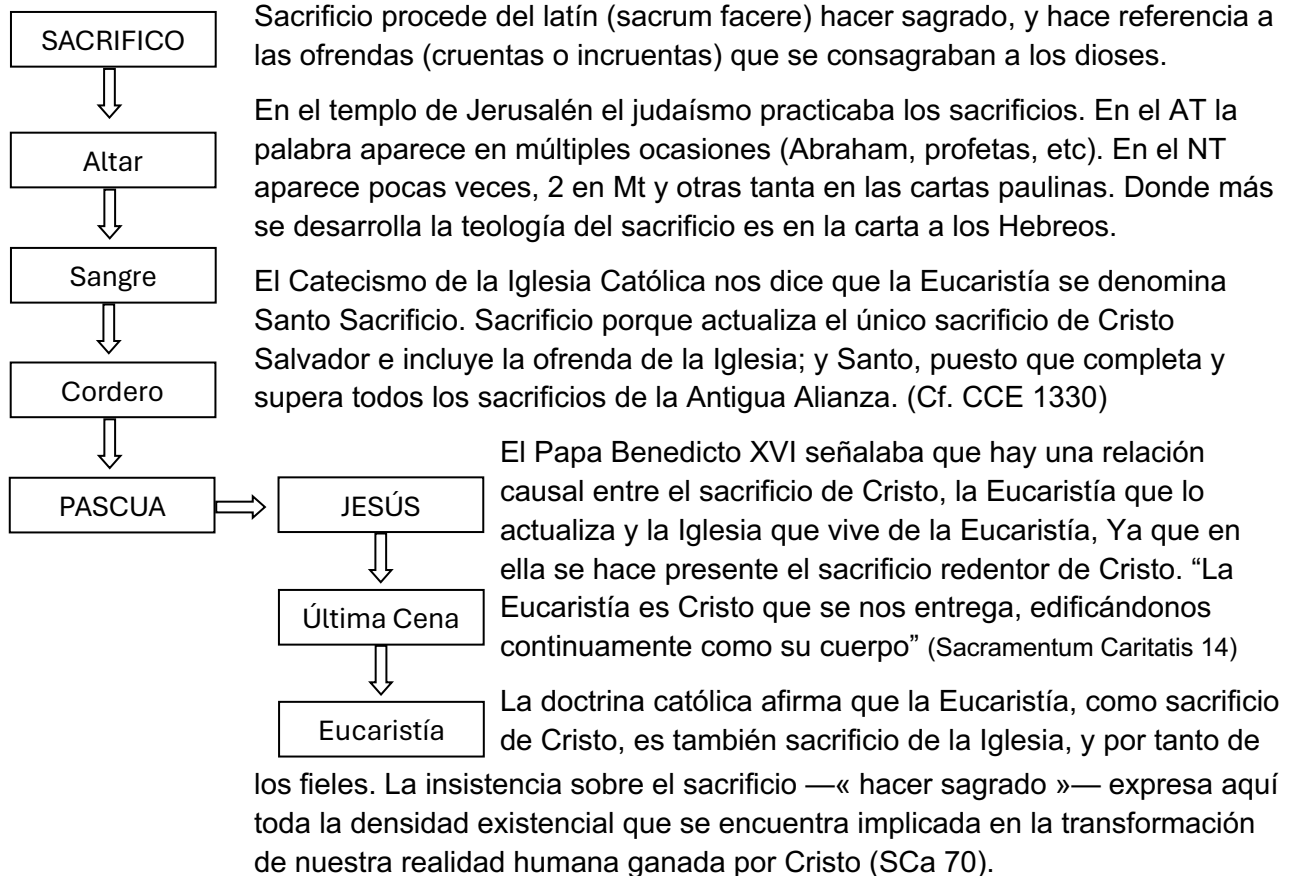 SACRIFICO
Altar
Sangre
Cordero
PASCUA
JESÚS
Última Cena
Eucaristía
Sacrificio procede del latín (sacrum facere) hacer sagrado, y hace referencia a
las ofrendas (cruentas o incruentas) que se consagraban a los dioses.
En el templo de Jerusalén el judaísmo practicaba los sacrificios. En el AT la
palabra aparece en múltiples ocasiones (Abraham, profetas, etc). En el NT
aparece pocas veces, 2 en Mt y otras tanta en las cartas paulinas. Donde más
se desarrolla la teología del sacrificio es en la carta a los Hebreos.
El Catecismo de la Iglesia Católica nos dice que la Eucaristía se denomina
Santo Sacrificio. Sacrificio porque actualiza el único sacrificio de Cristo
Salvador e incluye la ofrenda de la Iglesia; y Santo, puesto que completa y
supera todos los sacrificios de la Antigua Alianza. (Cf. CCE 1330)
El Papa Benedicto XVI señalaba que hay una relación
causal entre el sacrificio de Cristo, la Eucaristía que lo
actualiza y la Iglesia que vive de la Eucaristía, Ya que en
ella se hace presente el sacrificio redentor de Cristo. “La
Eucaristía es Cristo que se nos entrega, edificándonos
continuamente como su cuerpo” (Sacramentum Caritatis 14)
La doctrina católica afirma que la Eucaristía, como sacrificio
de Cristo, es también sacrificio de la Iglesia, y por tanto de
los fieles. La insistencia sobre el sacrificio —« hacer sagrado »— expresa aquí
toda la densidad existencial que se encuentra implicada en la transformación
de nuestra realidad humana ganada por Cristo (SCa 70).